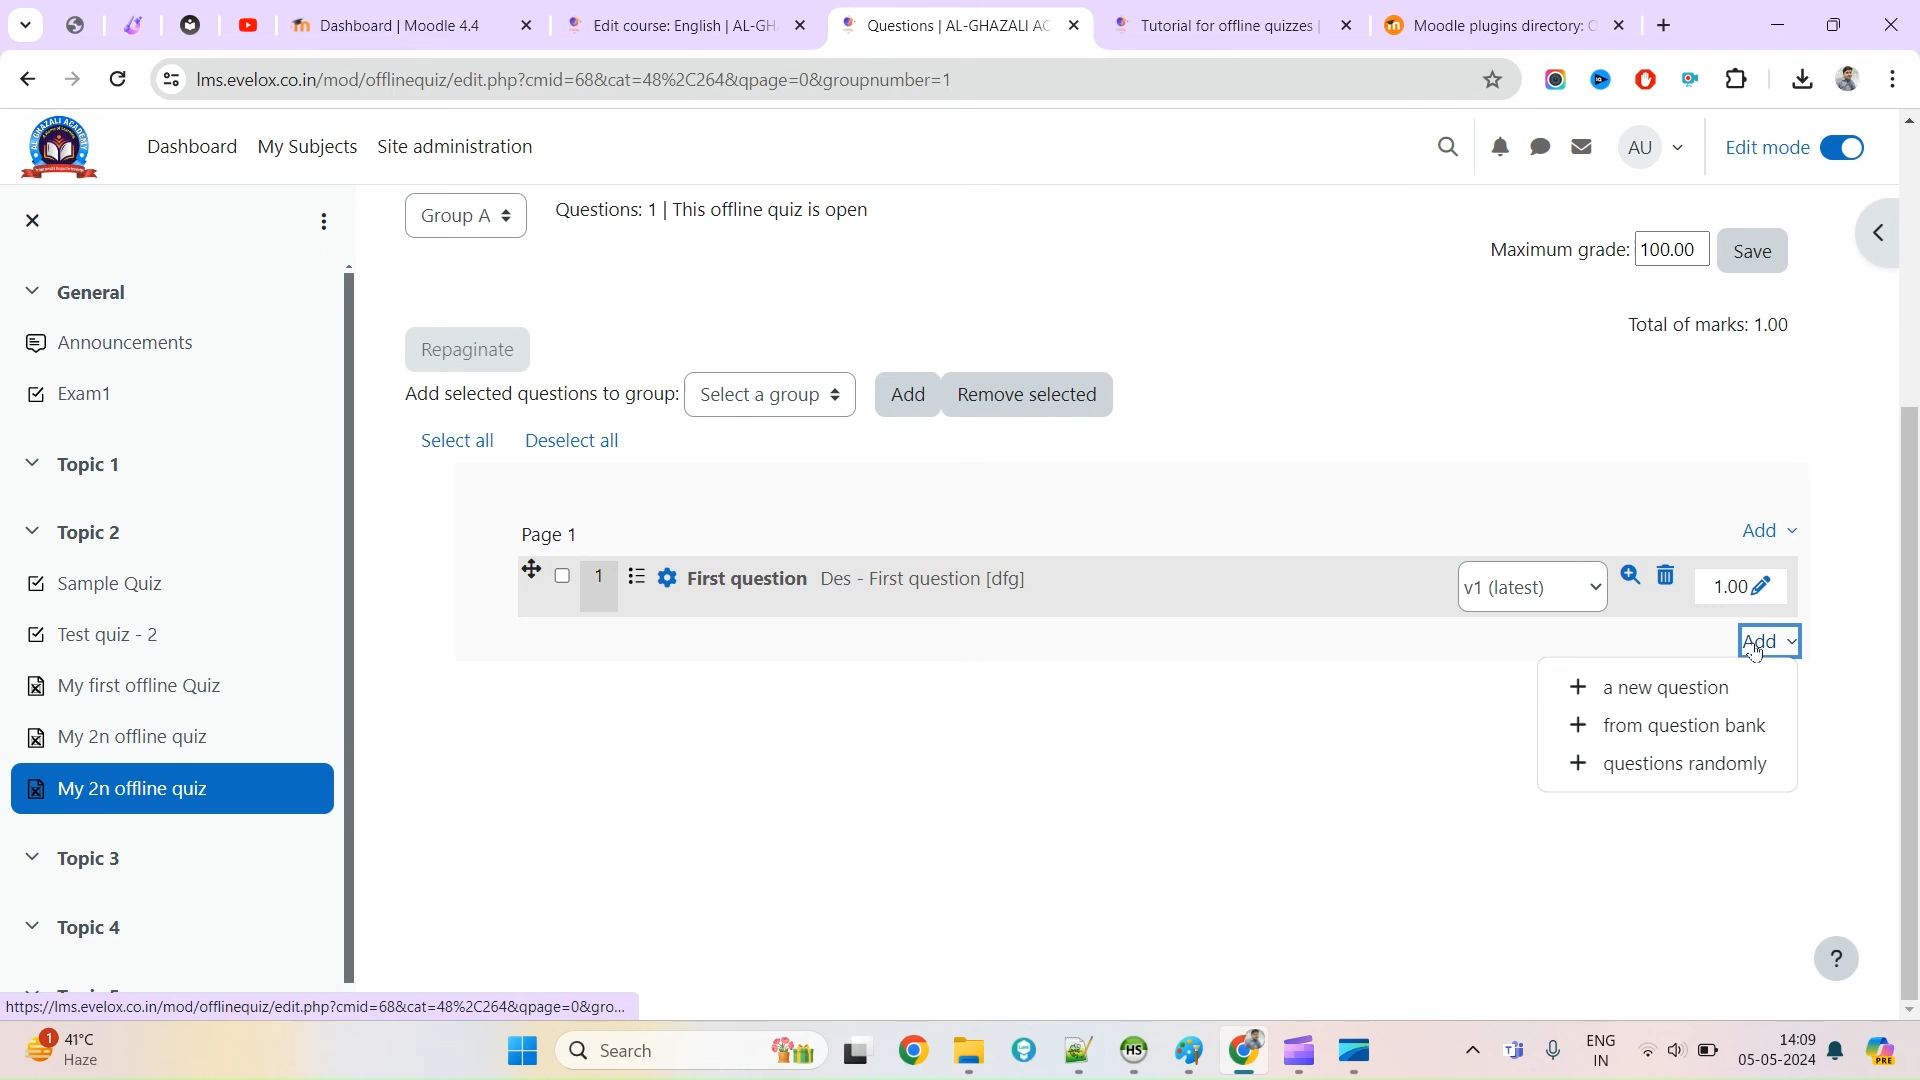 Dashboard | Moodle 4.4
Edit course: English | AL-GH
Questions | AL-GHAZALI AC
Tutorial for offline quizzes |
Moodle plugins directory: O
lms.evelox.co.in/mod/offlinequiz/edit.php?cmid=68&cat=48%2C264&qpage=0&groupnumber=1
Dashboard My Subjects Site administration
AU
Edit mode
Group A
Questions: 1 | This offline quiz is open
Maximum grade: 100.00 Save
General
Total of marks: 1.00
Announcements
Repaginate
Exam1
Add selected questions to group: Select a group Add Remove selected
Select all Deselect all
Topic 1
Topic 2
Page 1
Add
Sample Quiz
1 First question Des - First question [dfg] v1 (latest) 1.00
Test quiz - 2
Add
My first offline Quiz
a new question
My 2n offline quiz
from question bank
questions randomly
My 2n offline quiz
Topic 3
Topic 4
?
https://lms.evelox.co.in/mod/offlinequiz/edit.php?cmid=68&cat=48%2C264&qpage=0&gro...
1
41°C
Haze
Search
HS
ENG
IN
14:09
05-05-2024
PRE